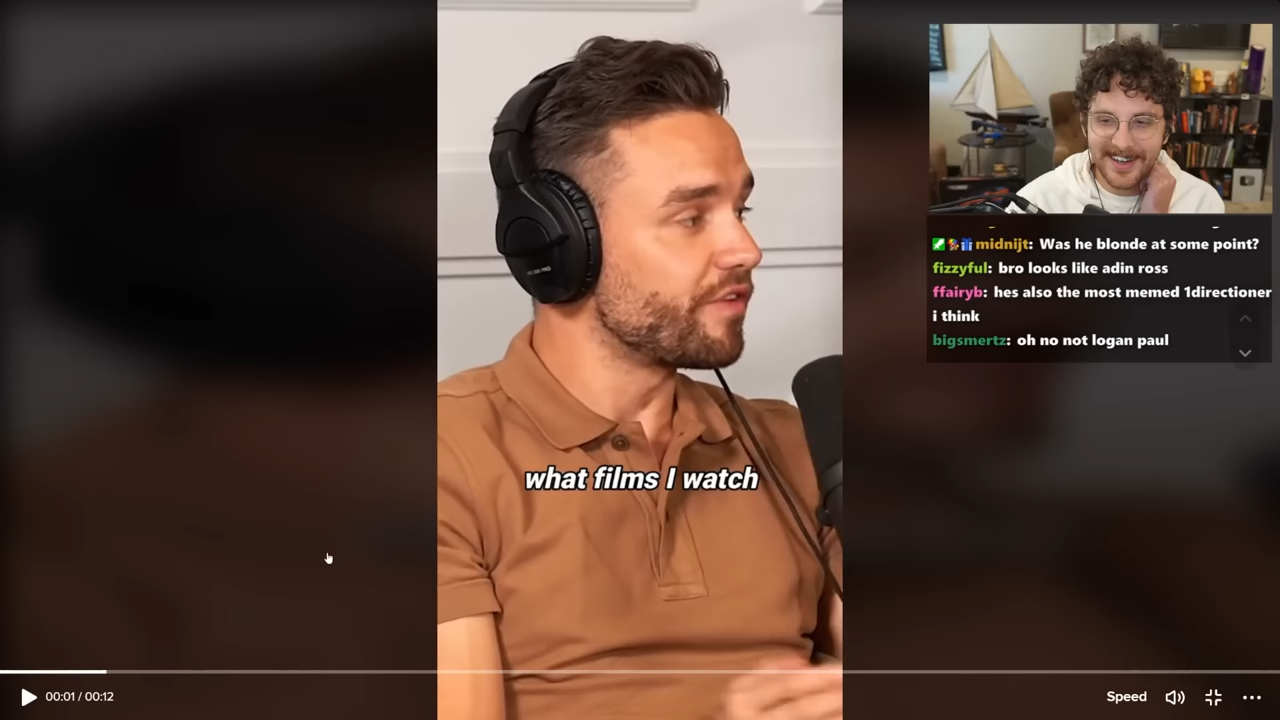 midnijt: Was he blonde at some point?
fizzyful: bro looks like adin ross
ffairyb: hes also the most memed 1directioner
i think
bigsmertz: oh no not logan paul
what films I watch
00:01 / 00:12
Speed